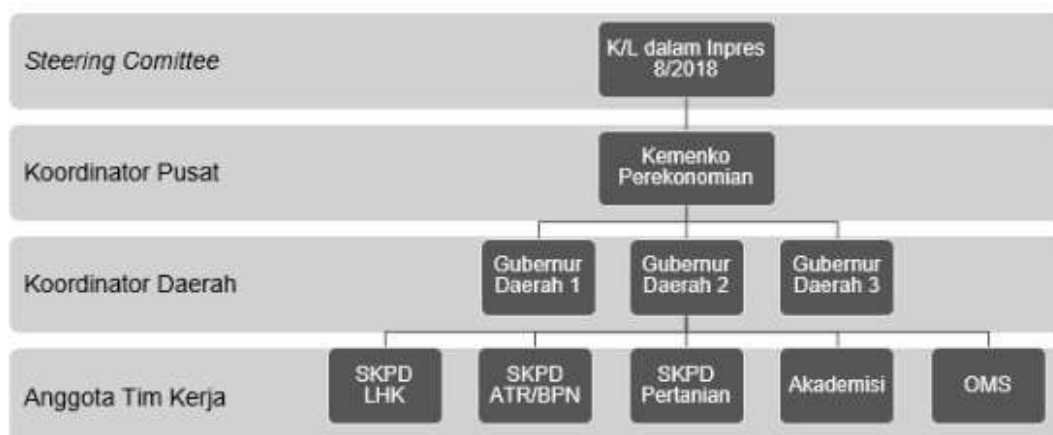 Steering Comittee
K/L dalam Inpres
8/2018
Koordinator Pusat
Kemenko
Perekonomian
Koordinator Daerah
Gubernur
Daerah 1
Gubernur
Daerah 2
Gubernur
Daerah 3
Anggota Tim Kerja
SKPD
LHK
SKPD
ATR/BPN
SKPD
Pertanian
Akademisi
OMS